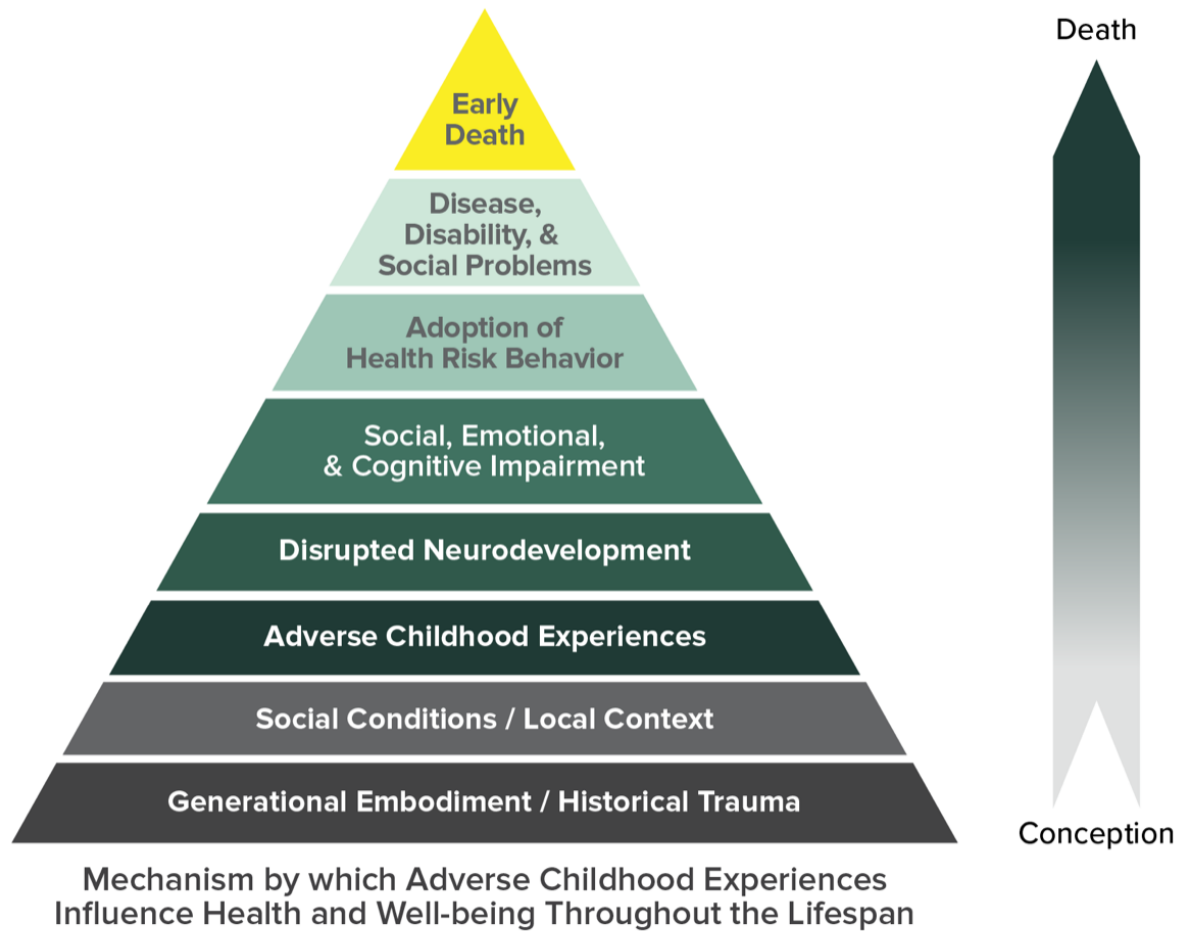 Death
Early
Death
Disease,
Disability, &
Social Problems
Adoption of
Health Risk Behavior
Social, Emotional,
& Cognitive Impairment
Disrupted Neurodevelopment
Adverse Childhood Experiences
Social Conditions / Local Context
Generational Embodiment / Historical Trauma
Conception
Mechanism by which Adverse Childhood Experiences
Influence Health and Well-being Throughout the Lifespan